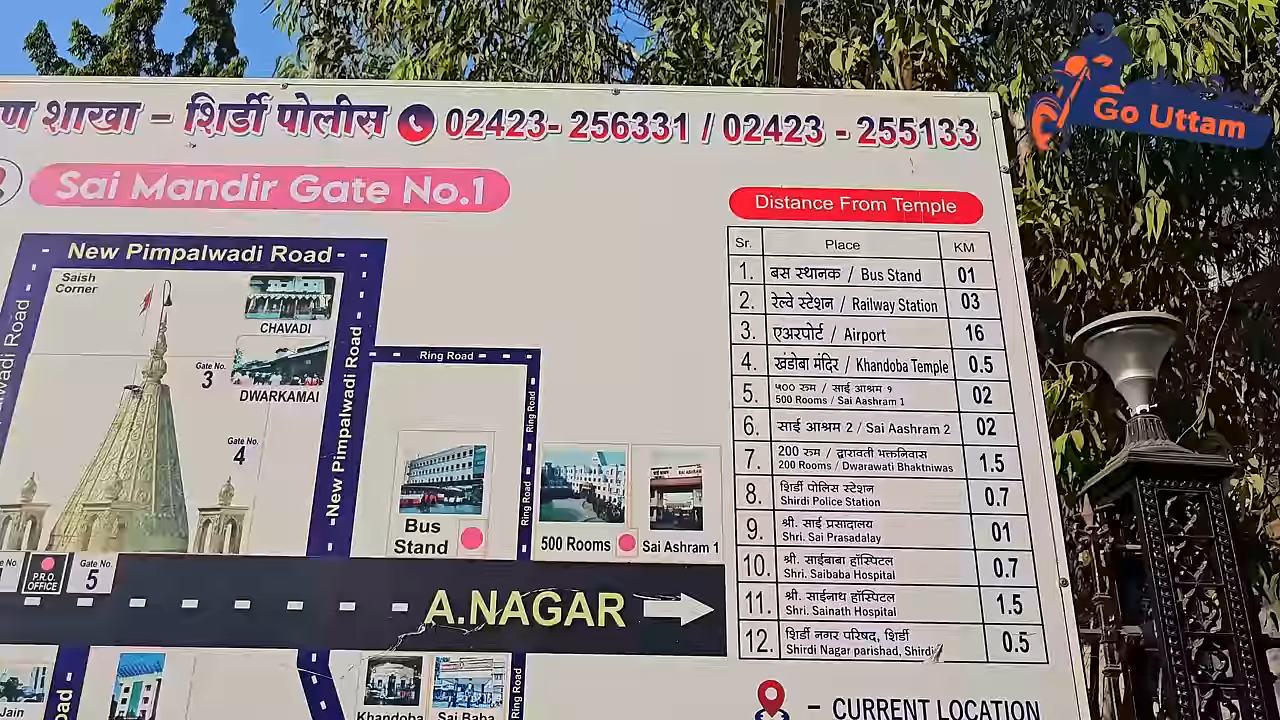 Go Uttam
शाखा - शिर्डी पोलीस 02423- 256331 / 02423 - 255133
Sai Mandir Gate No.1
New Pimpalwadi Road
Saish
Corner
CHAVADI
Gate No.
3
DWARKAMAI
Gate No.
4
New Pimpalwadi Road
Ring Road
Ring Road
Ring Road
Bus
Stand
500 Rooms
Sai Ashram 1
P.R.O.
OFFICE
Gate No.
5
A.NAGAR
Jain
Khandoba
Sai Baba
Ring Road
Distance From Temple
Sr. Place KM
1. बस स्थानक / Bus Stand 01
2. रेल्वे स्टेशन / Railway Station 03
3. एअरपोर्ट / Airport 16
4. खंडोबा मंदिर / Khandoba Temple 0.5
5. ५०० रुम / साई आश्रम १
500 Rooms / Sai Aashram 1 02
6. साई आश्रम 2 / Sai Aashram 2 02
7. 200 रुम / द्वारावती भक्तनिवास
200 Rooms / Dwarawati Bhaktniwas 1.5
8. शिर्डी पोलिस स्टेशन
Shirdi Police Station 0.7
9. श्री. साई प्रसादालय
Shri. Sai Prasadalay 01
10. श्री. साईबाबा हॉस्पिटल
Shri. Saibaba Hospital 0.7
11. श्री. साईनाथ हॉस्पिटल
Shri. Sainath Hospital 1.5
12. शिर्डी नगर परिषद, शिर्डी
Shirdi Nagar parishad, Shirdi 0.5
- CURRENT LOCATION